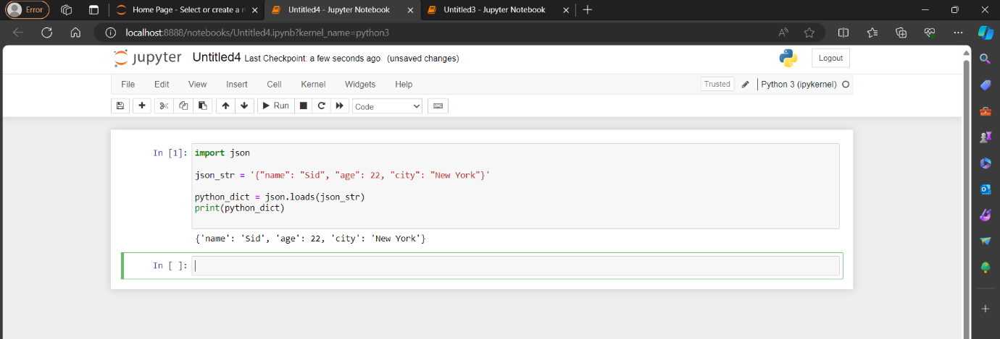 Error
Home Page - Select or create a n
Untitled4 - Jupyter Notebook
Untitled3 - Jupyter Notebook
localhost:8888/notebooks/Untitled4.ipynb?kernel_name=python3
jupyter Untitled4 Last Checkpoint: a few seconds ago (unsaved changes)
Logout
File Edit View Insert Cell Kernel Widgets Help
Trusted
Python 3 (ipykernel)
Run
Code
In [1]: import json
json_str = '{"name": "Sid", "age": 22, "city": "New York"}'
python_dict = json.loads(json_str)
print(python_dict)
{'name': 'Sid', 'age': 22, 'city': 'New York'}
In [ ]: